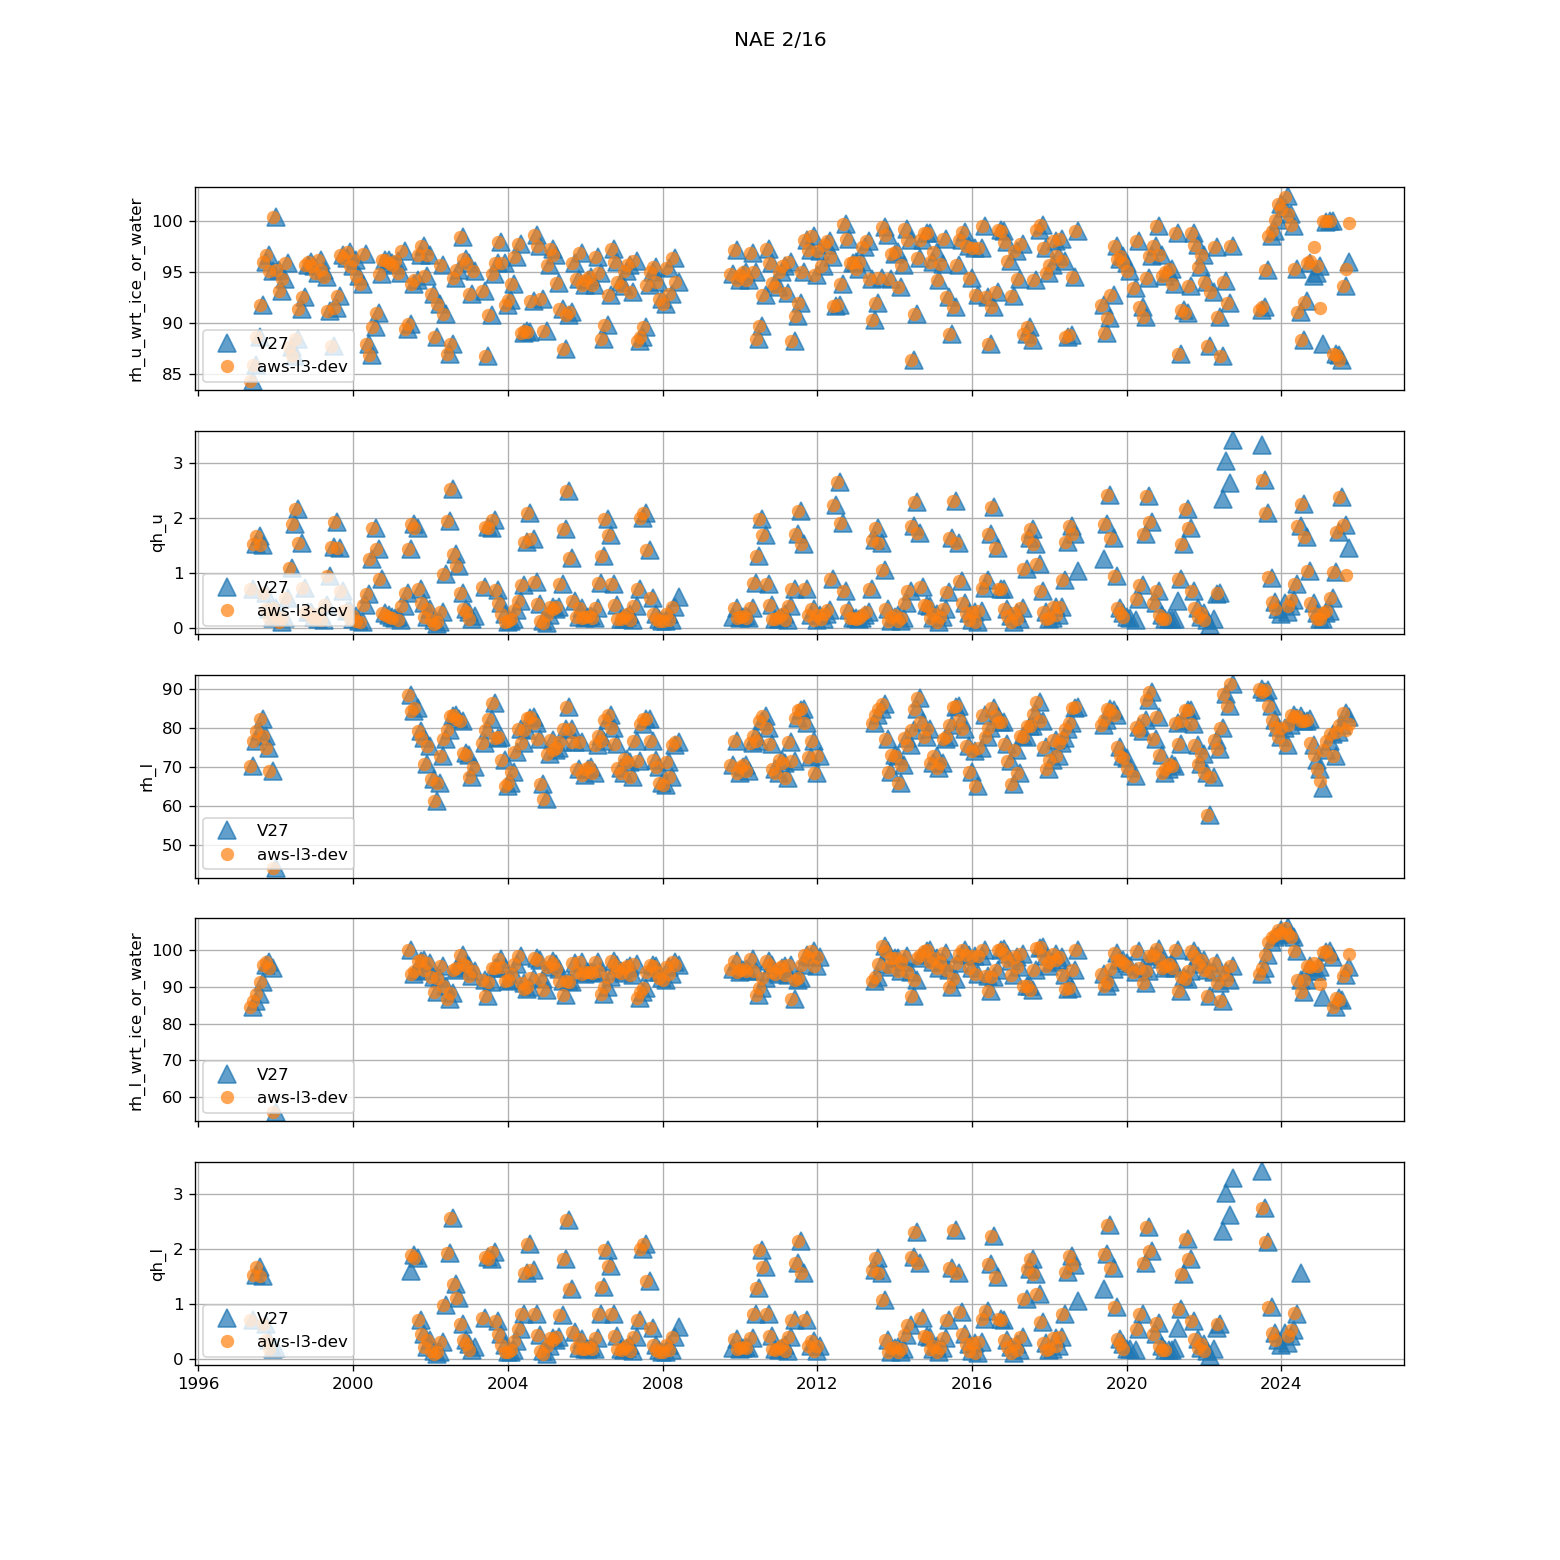 NAE 2/16
rh_u_wrt_ice_or_water
100
95
90
85
V27
aws-l3-dev
qh_u
3
2
1
0
V27
aws-l3-dev
rh_l
90
80
70
60
50
V27
aws-l3-dev
rh_l_wrt_ice_or_water
100
90
80
70
60
V27
aws-l3-dev
qh_l
3
2
1
0
V27
aws-l3-dev
1996 2000 2004 2008 2012 2016 2020 2024